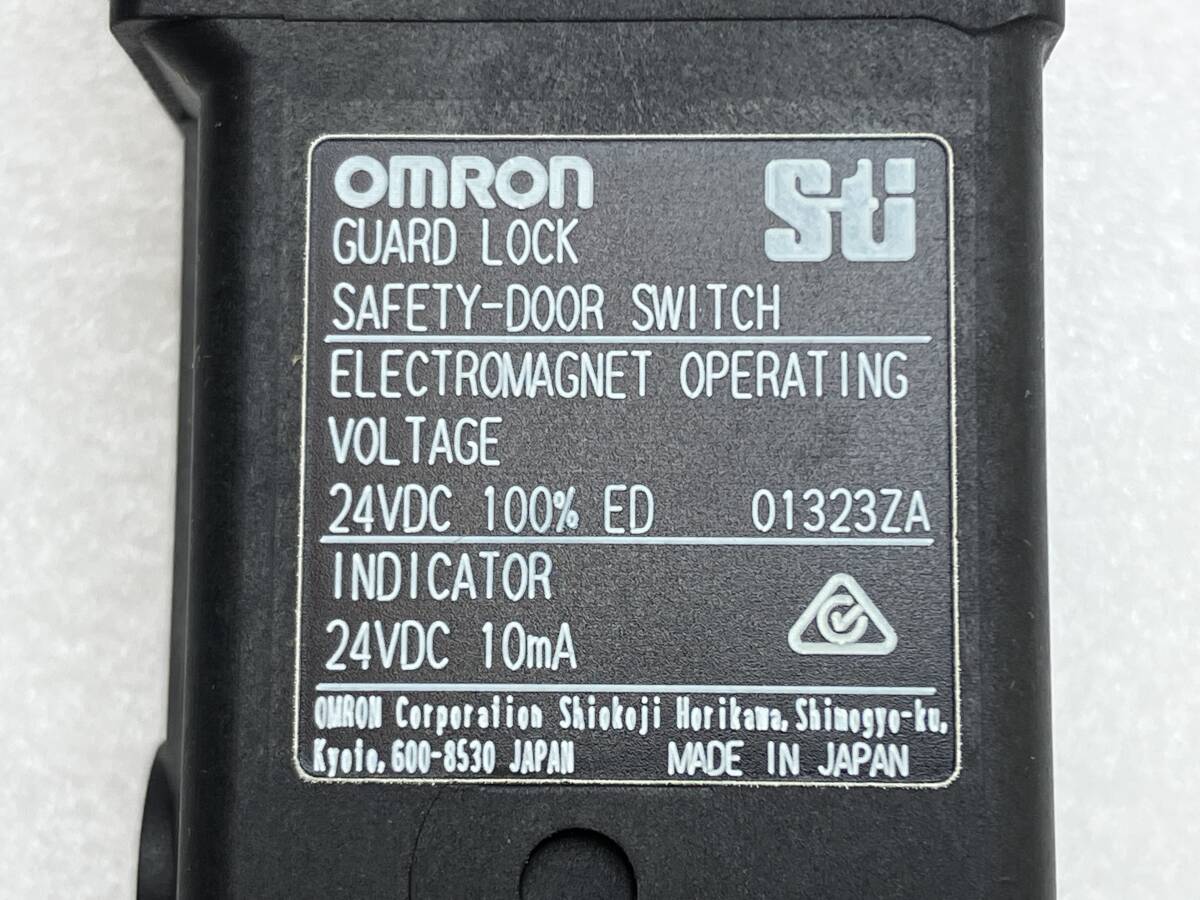 OMRON
Sti
GUARD LOCK
SAFETY-DOOR SWITCH
ELECTROMAGNET OPERATING
VOLTAGE
24VDC 100% ED 01323ZA
INDICATOR
24VDC 10mA
OMRON Corporation Shiokoji Horikawa, Shimogyo-ku,
Kyoto, 600-8530 JAPAN MADE IN JAPAN